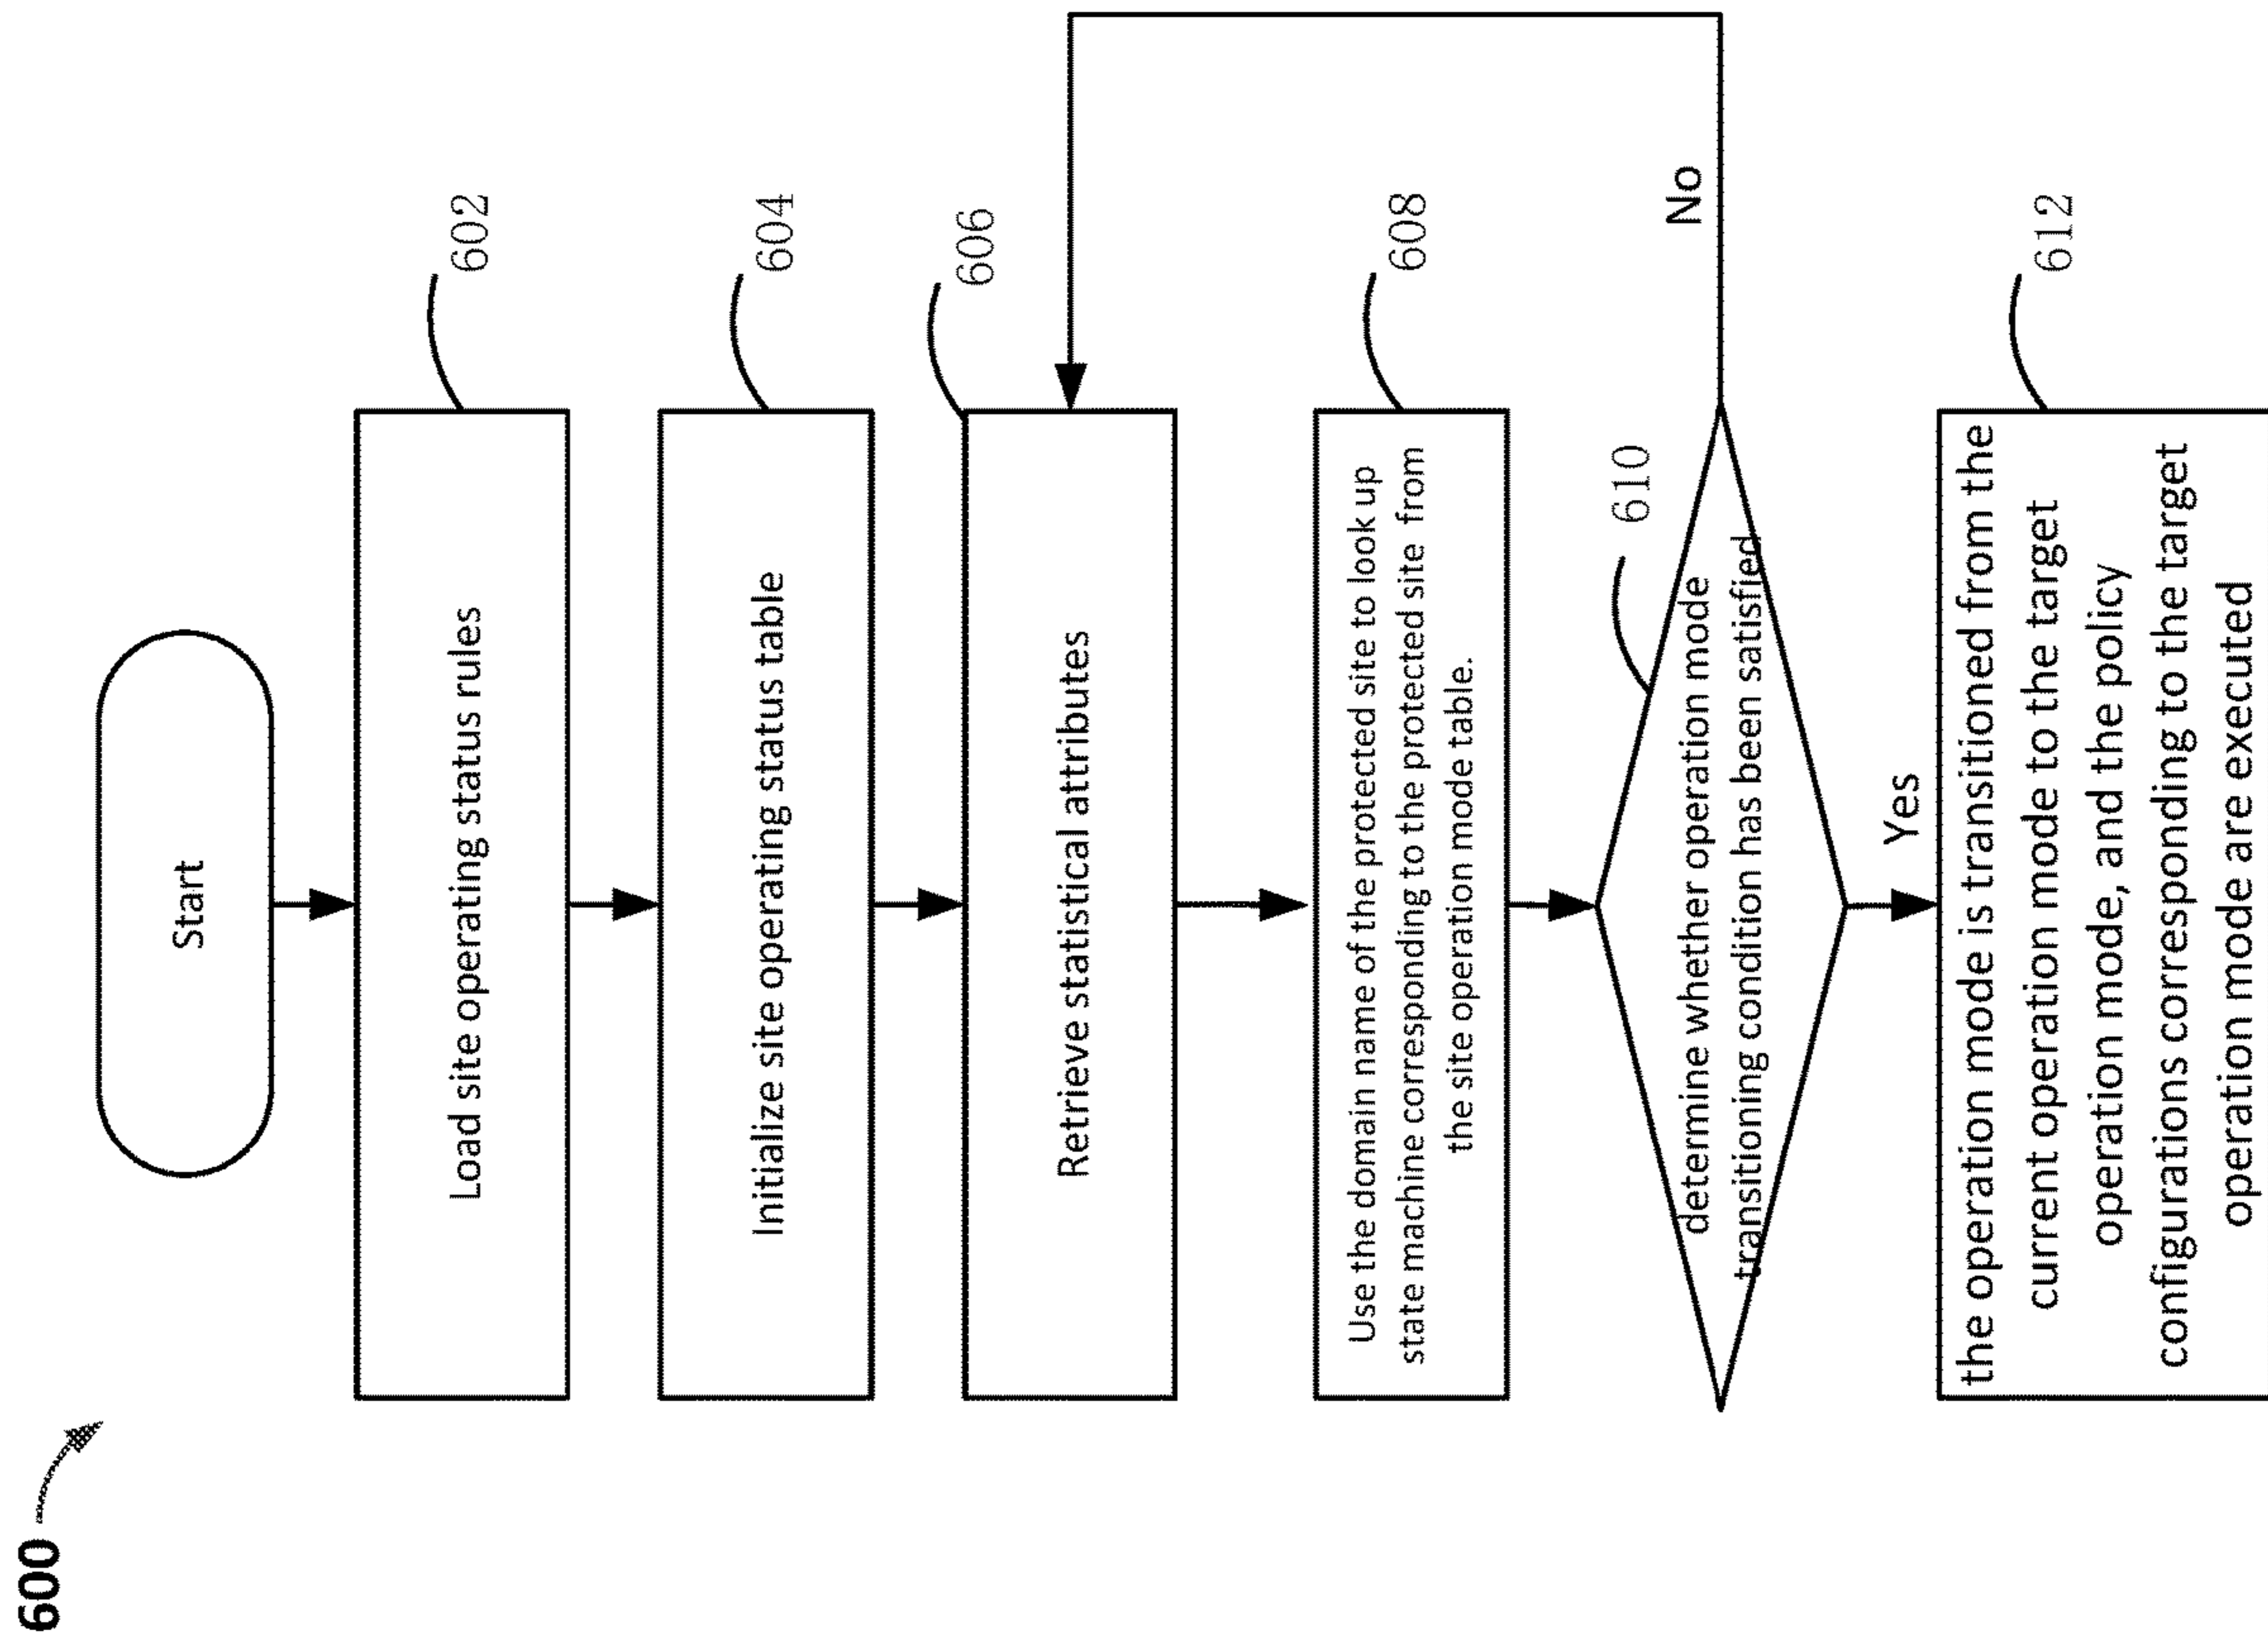 600
Start
602
Load site operating status rules
604
Initialize site operating status table
606
Retrieve statistical attributes
608
Use the domain name of the protected site to look up
state machine corresponding to the protected site from
the site operation mode table.
610
determine whether operation mode
transitioning condition has been satisfied
No
Yes
612
the operation mode is transitioned from the
current operation mode to the target
operation mode, and the policy
configurations corresponding to the target
operation mode are executed